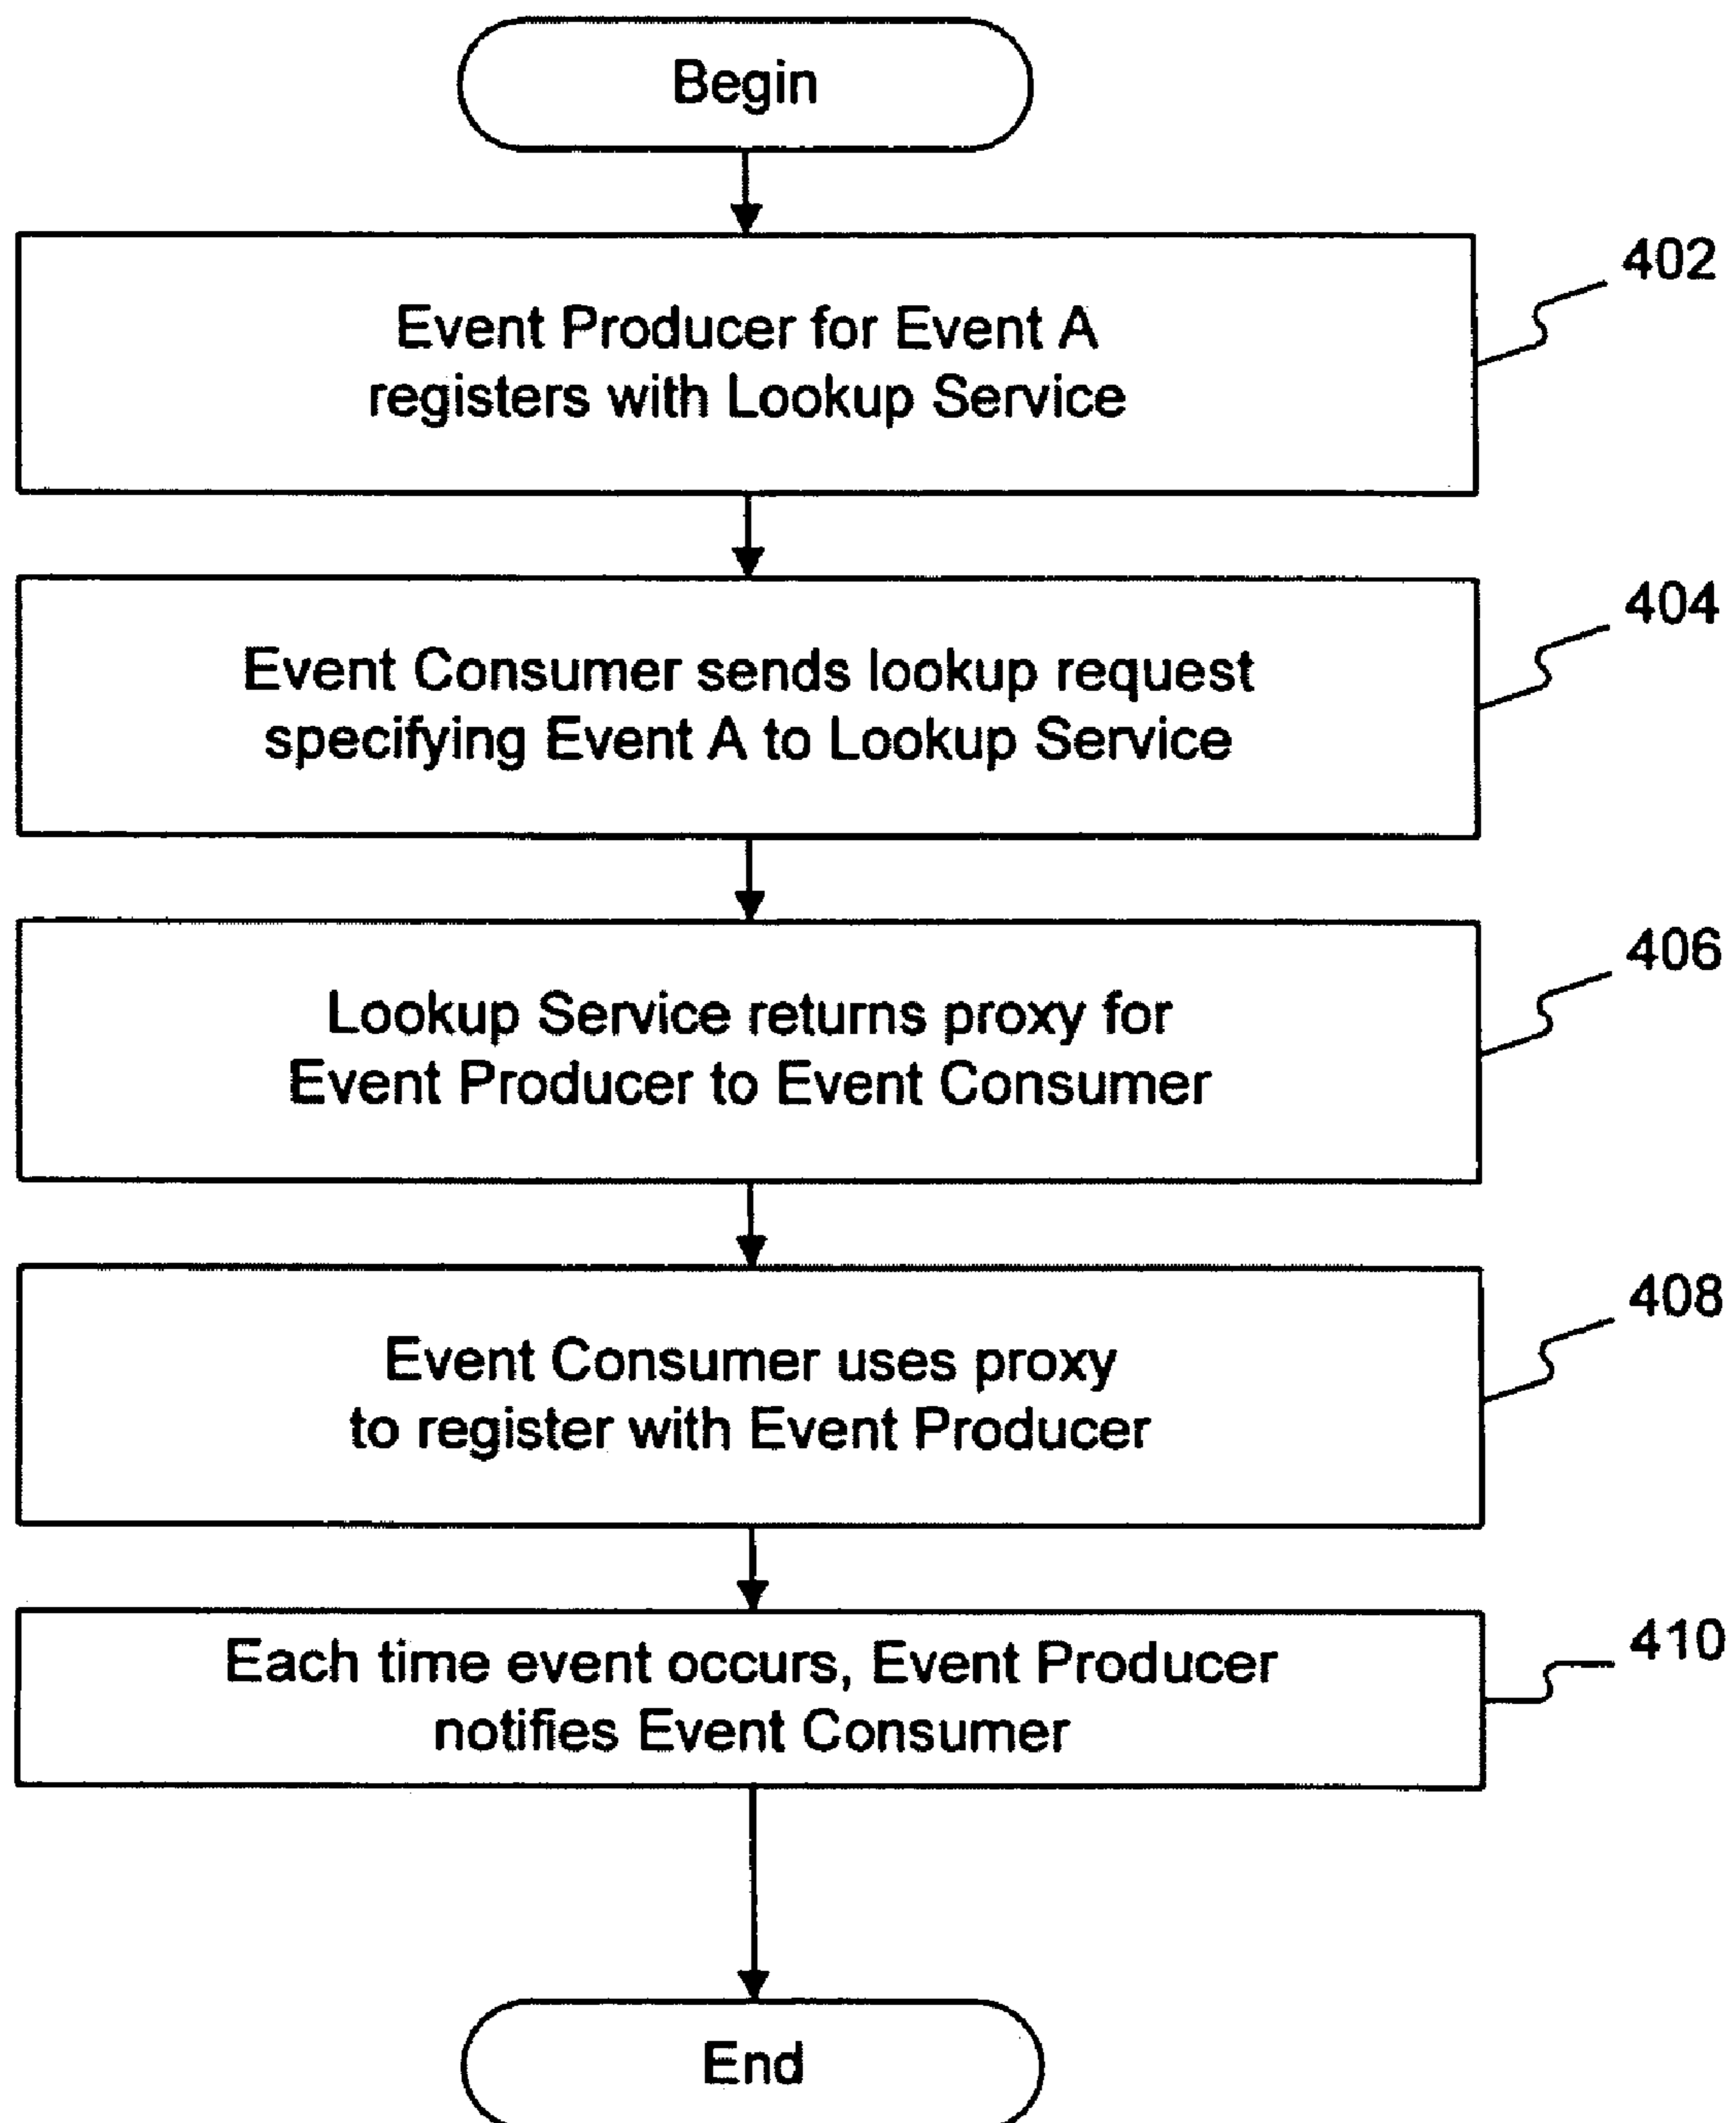 Begin
402
Event Producer for Event A
registers with Lookup Service
404
Event Consumer sends lookup request
specifying Event A to Lookup Service
406
Lookup Service returns proxy for
Event Producer to Event Consumer
408
Event Consumer uses proxy
to register with Event Producer
410
Each time event occurs, Event Producer
notifies Event Consumer
End